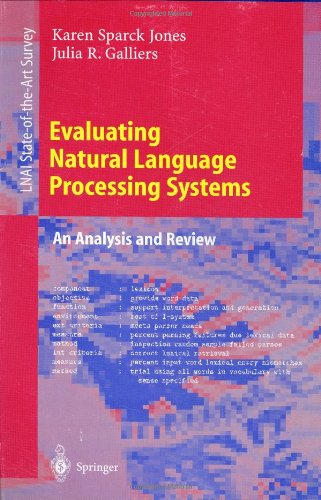 LNAI State-of-the-Art Survey
Karen Sparck Jones
Julia R. Galliers
Evaluating
Natural Language
Processing Systems
An Analysis and Review
component : lexicon
objective : provide word data
function : support interpretation and generation
environment : rest of l-system
ext criteria : meets parser needs
measure : percent parsing failures due lexical data
method : inspection random sample failed parses
int criteria : correct lexical retrieval
measure : percent input word lexical entry mismatches
method : trial using all words in vocabulary with
sense specified
Springer